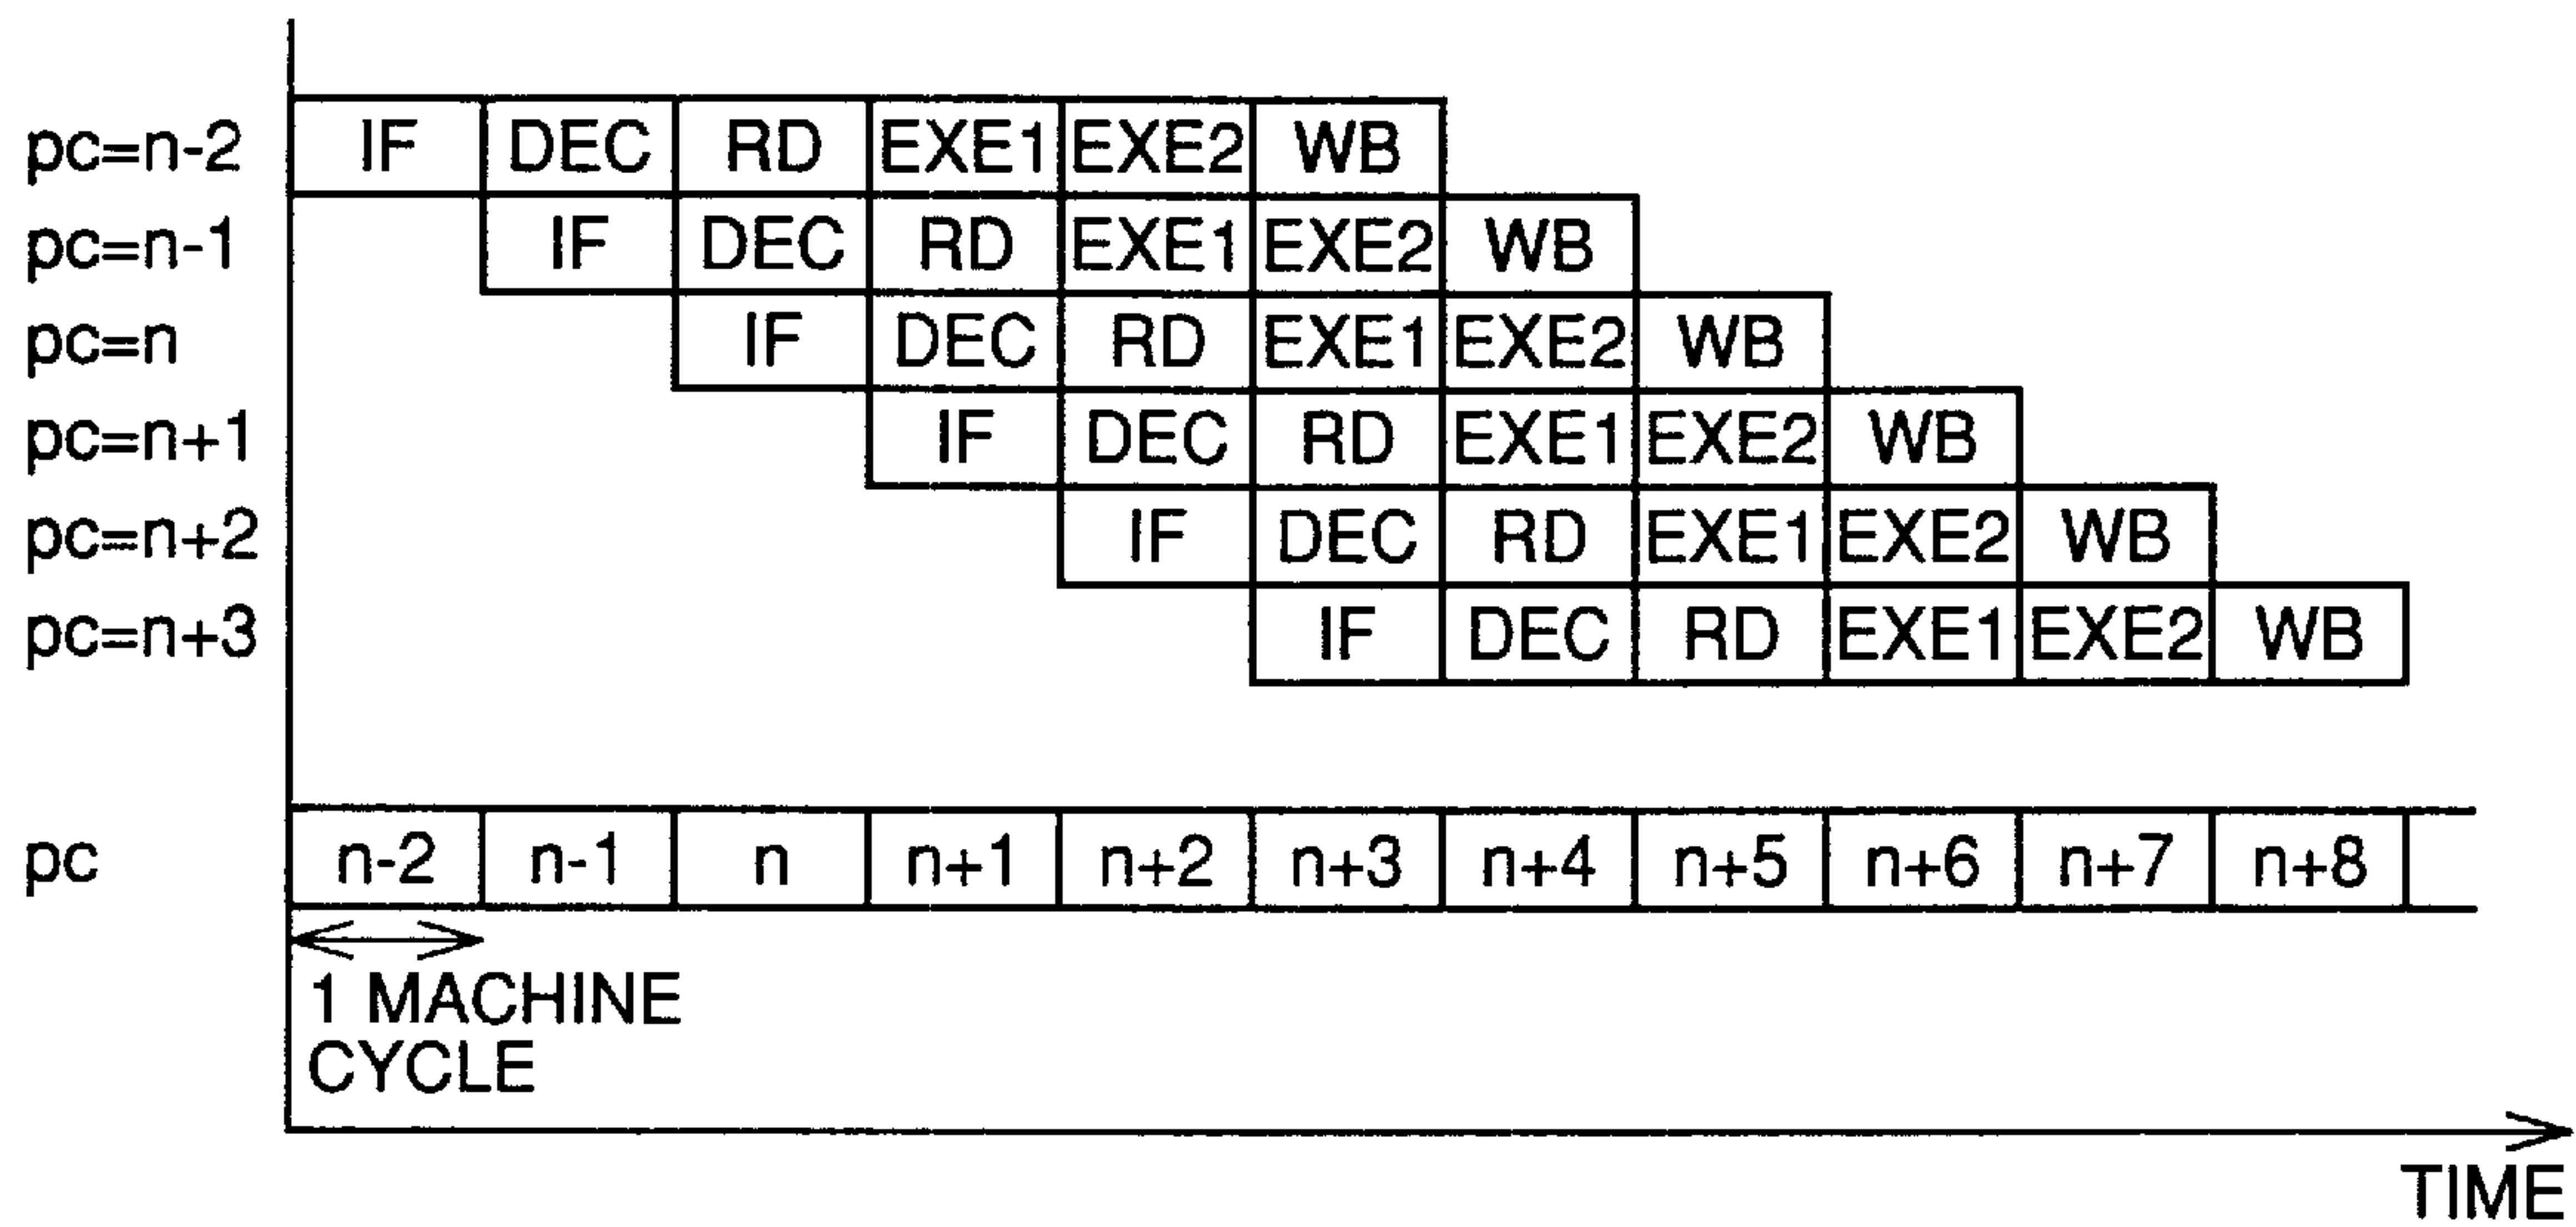 pc=n-2 IF DEC RD EXE1 EXE2 WB
pc=n-1 IF DEC RD EXE1 EXE2 WB
pc=n IF DEC RD EXE1 EXE2 WB
pc=n+1 IF DEC RD EXE1 EXE2 WB
pc=n+2 IF DEC RD EXE1 EXE2 WB
pc=n+3 IF DEC RD EXE1 EXE2 WB
pc n-2 n-1 n n+1 n+2 n+3 n+4 n+5 n+6 n+7 n+8
1 MACHINE
CYCLE
TIME